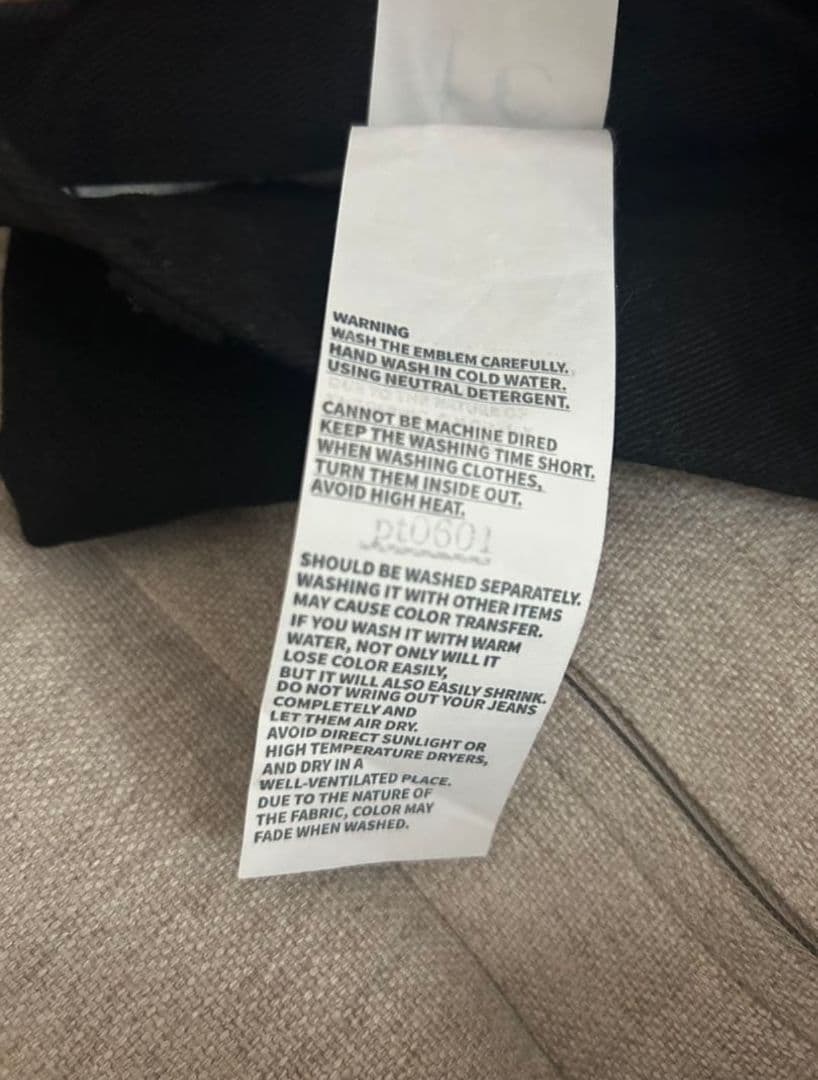 WARNING
WASH THE EMBLEM CAREFULLY.
HAND WASH IN COLD WATER.
USING NEUTRAL DETERGENT.
CANNOT BE MACHINE DIRED
KEEP THE WASHING TIME SHORT.
WHEN WASHING CLOTHES,
TURN THEM INSIDE OUT.
AVOID HIGH HEAT.
pt0601
SHOULD BE WASHED SEPARATELY.
WASHING IT WITH OTHER ITEMS
MAY CAUSE COLOR TRANSFER.
IF YOU WASH IT WITH WARM
WATER, NOT ONLY WILL IT
LOSE COLOR EASILY,
BUT IT WILL ALSO EASILY SHRINK.
DO NOT WRING OUT YOUR JEANS
COMPLETELY AND
LET THEM AIR DRY.
AVOID DIRECT SUNLIGHT OR
HIGH TEMPERATURE DRYERS,
AND DRY IN A
WELL-VENTILATED PLACE.
DUE TO THE NATURE OF
THE FABRIC, COLOR MAY
FADE WHEN WASHED.